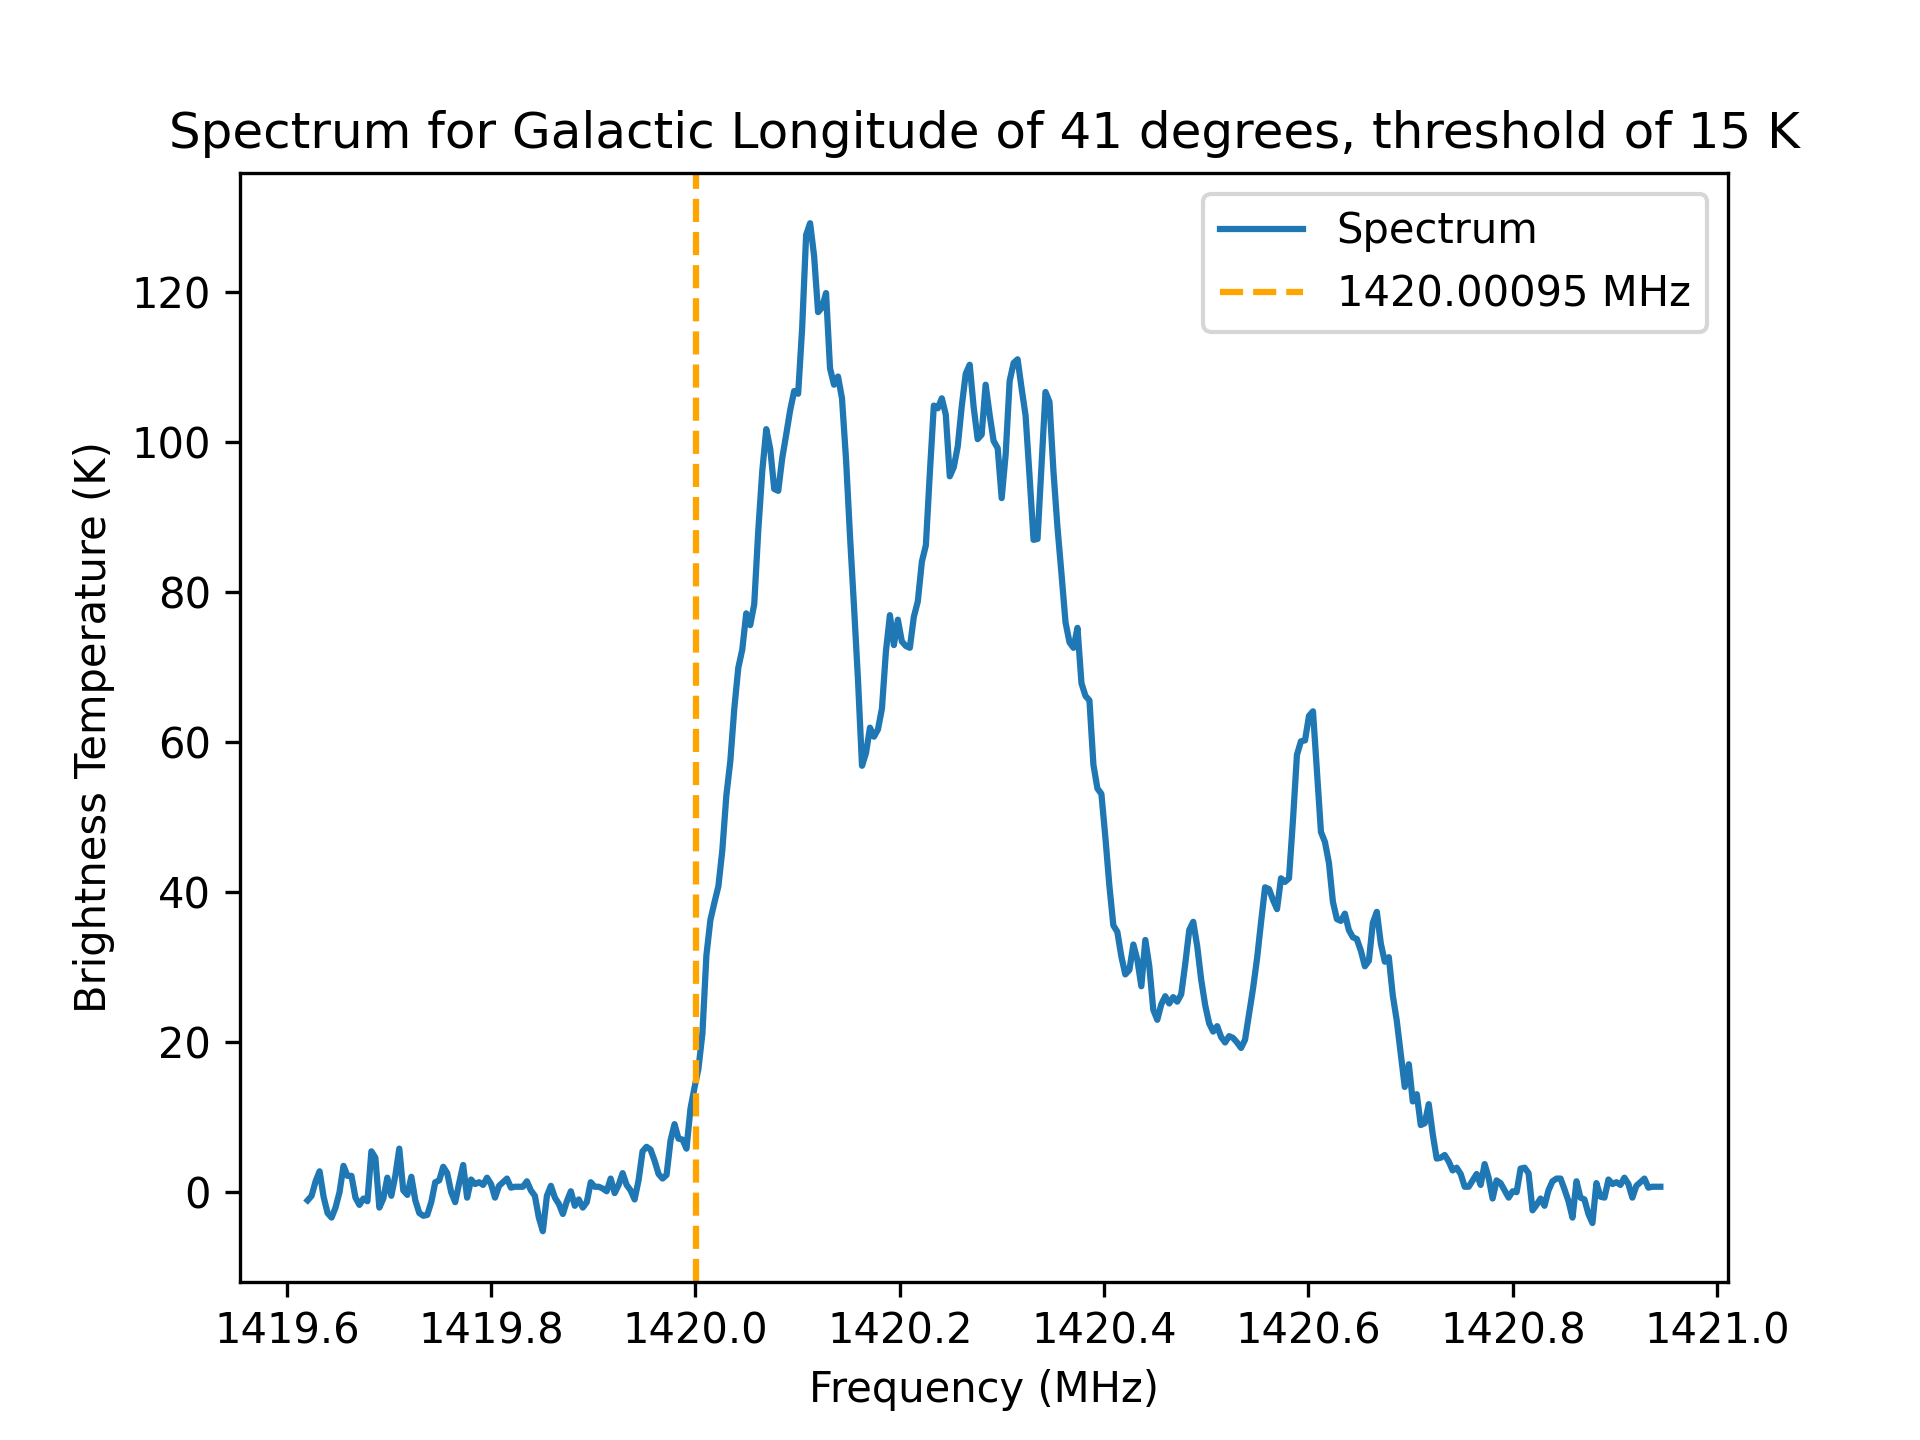 Spectrum for Galactic Longitude of 41 degrees, threshold of 15 K
Spectrum
1420.00095 MHz
120
100
80
60
40
20
0
Brightness Temperature (K)
1419.6 1419.8 1420.0 1420.2 1420.4 1420.6 1420.8 1421.0
Frequency (MHz)